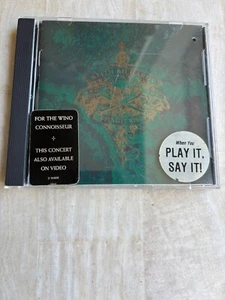 FOR THE WINO
CONNOISSEUR
THIS CONCERT
ALSO AVAILABLE
ON VIDEO
When You
PLAY IT,
SAY IT!